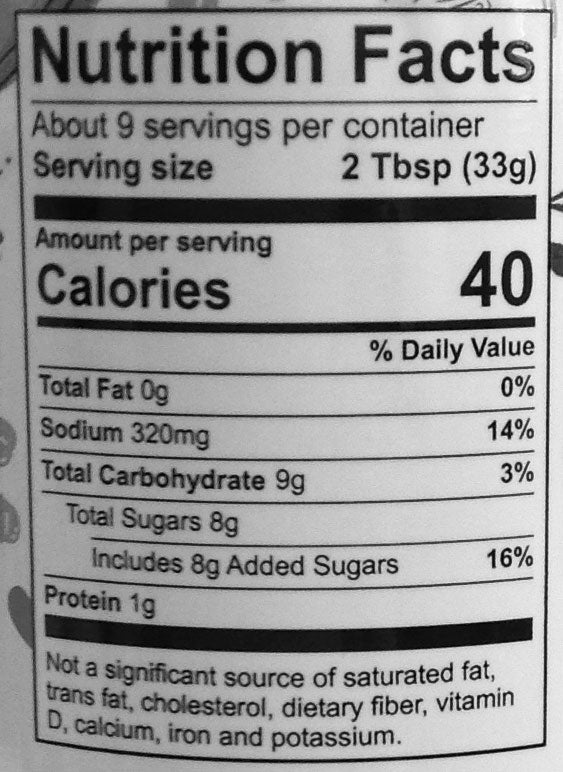 Nutrition Facts
About 9 servings per container
Serving size 2 Tbsp (33g)
Amount per serving
Calories 40
% Daily Value
Total Fat 0g 0%
Sodium 320mg 14%
Total Carbohydrate 9g 3%
Total Sugars 8g
Includes 8g Added Sugars 16%
Protein 1g
Not a significant source of saturated fat,
trans fat, cholesterol, dietary fiber, vitamin
D, calcium, iron and potassium.